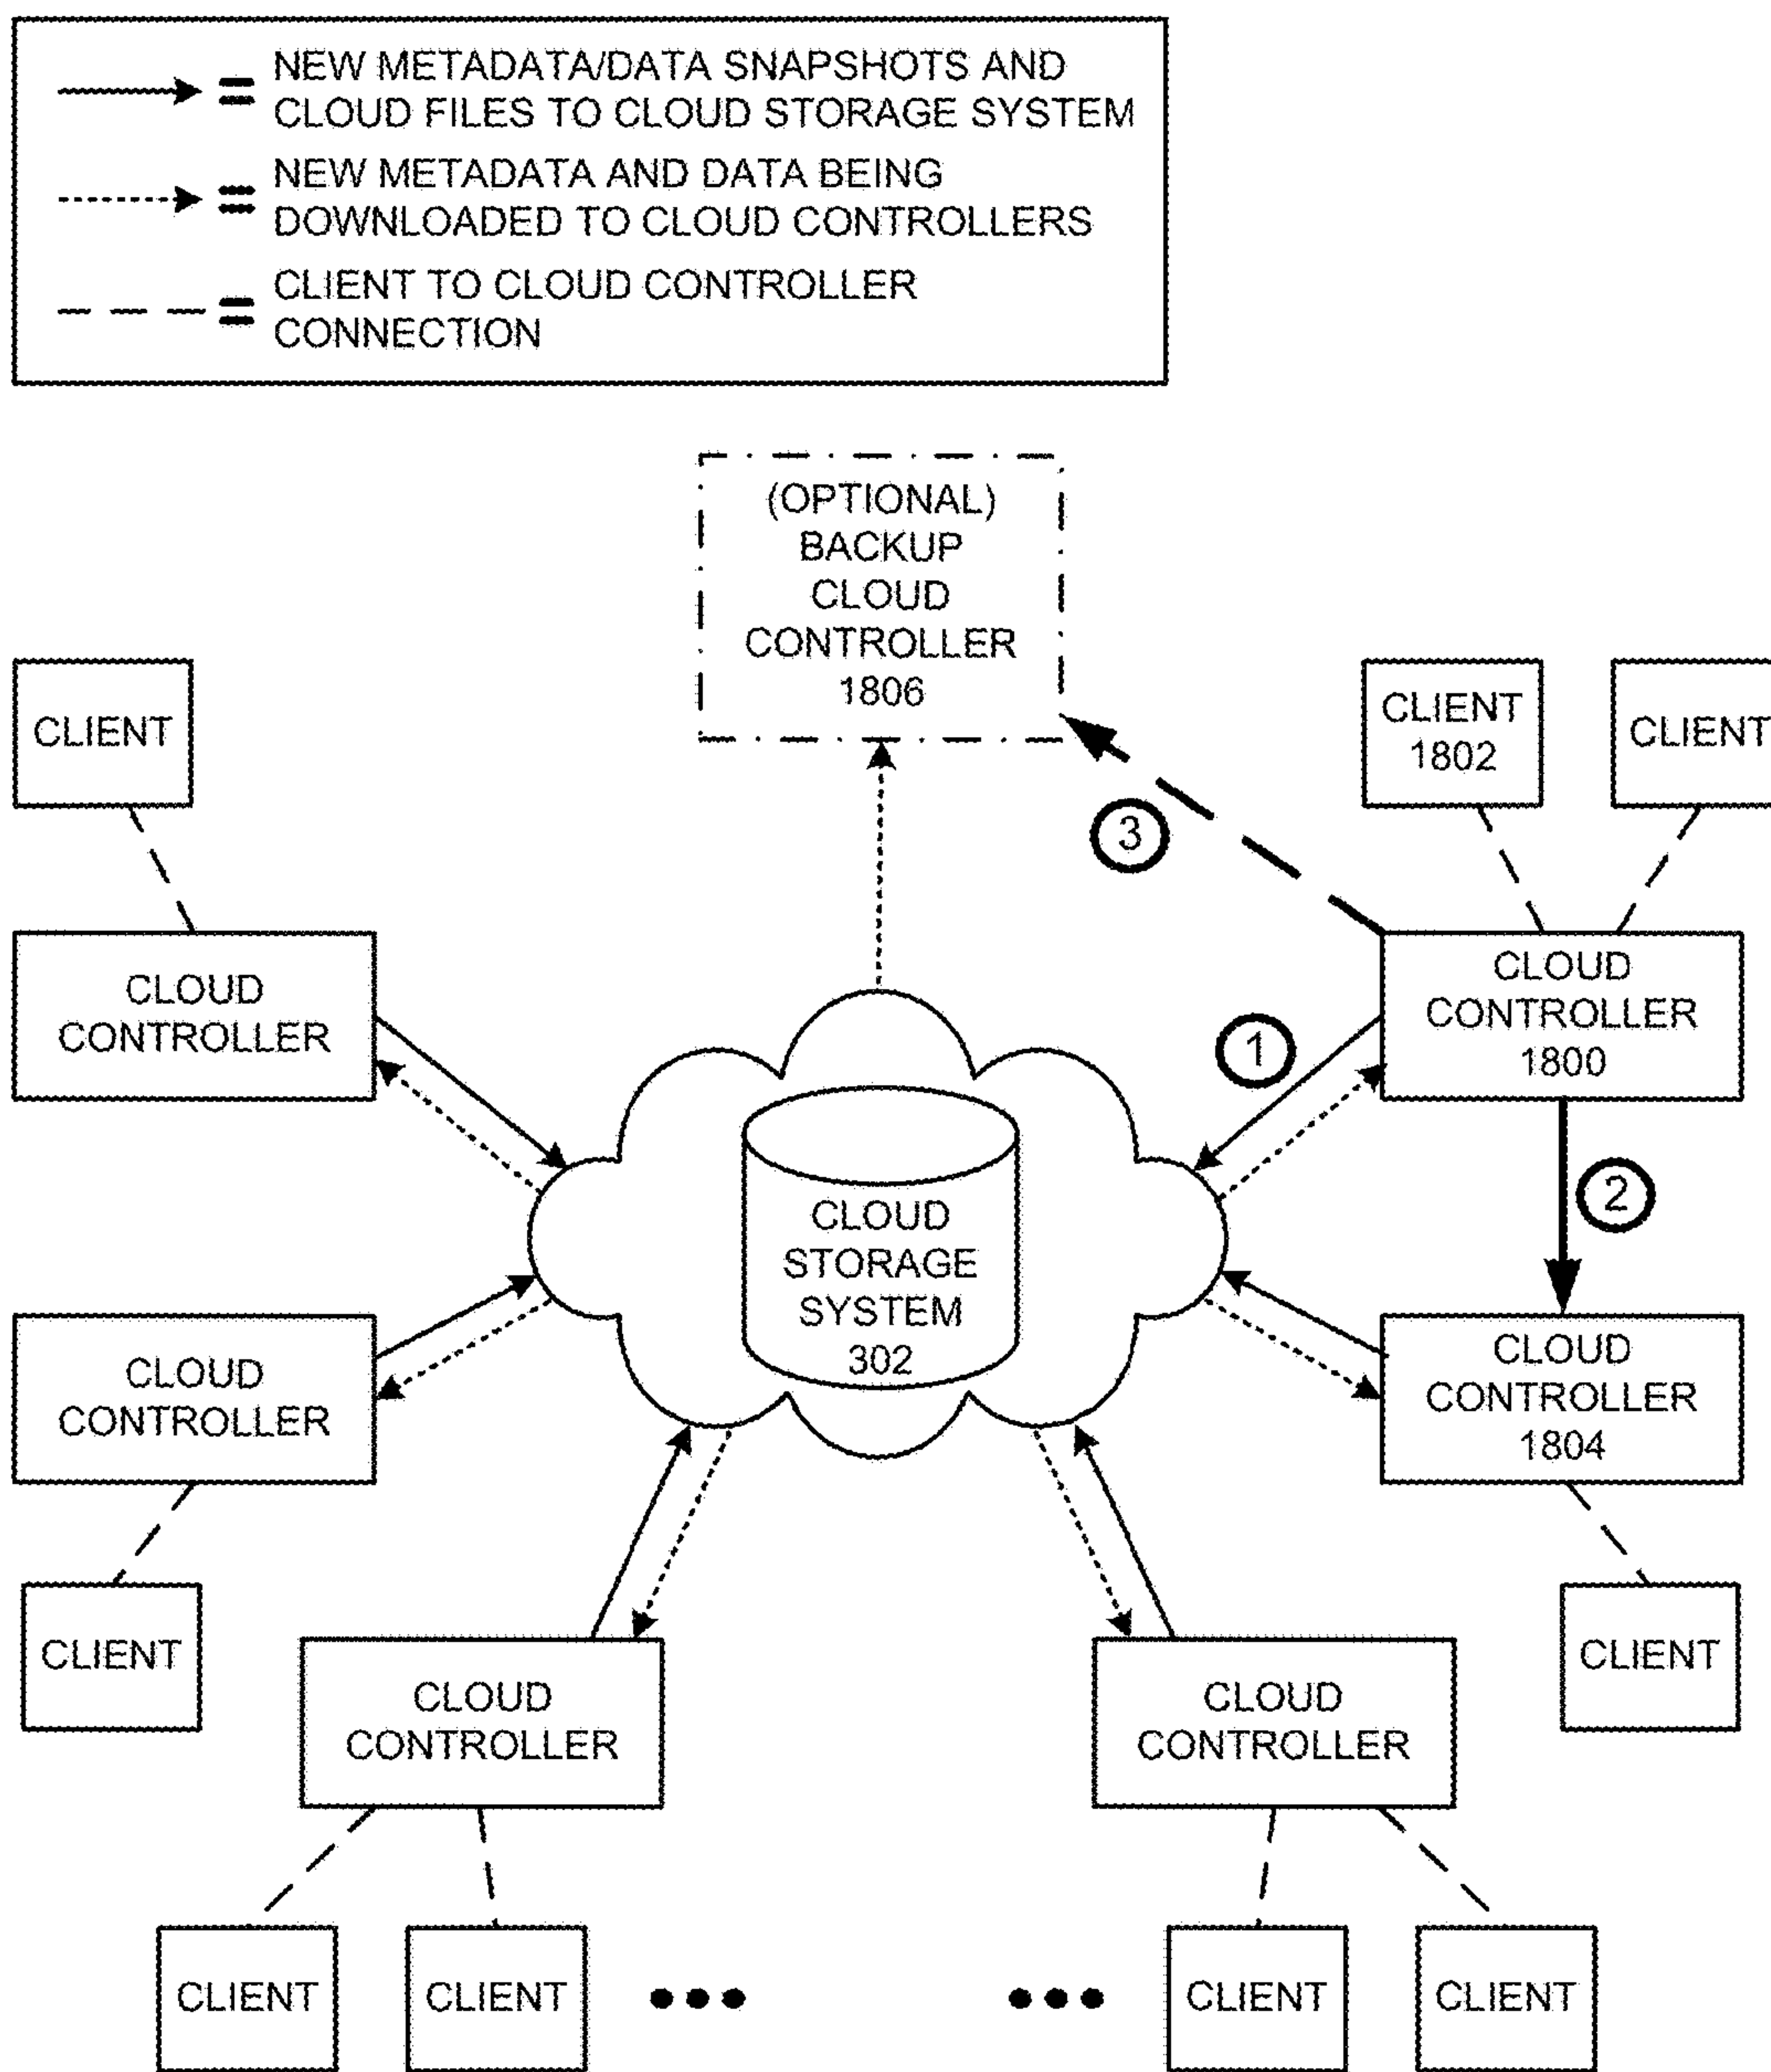 = NEW METADATA/DATA SNAPSHOTS AND
CLOUD FILES TO CLOUD STORAGE SYSTEM
= NEW METADATA AND DATA BEING
DOWNLOADED TO CLOUD CONTROLLERS
= CLIENT TO CLOUD CONTROLLER
CONNECTION
(OPTIONAL)
BACKUP
CLOUD
CONTROLLER
1806
CLIENT
CLIENT
1802
CLIENT
3
CLOUD
CONTROLLER
CLOUD
CONTROLLER
1800
1
2
CLOUD
STORAGE
SYSTEM
302
CLOUD
CONTROLLER
CLOUD
CONTROLLER
1804
CLIENT
CLIENT
CLOUD
CONTROLLER
CLOUD
CONTROLLER
CLIENT
CLIENT
•••
•••
CLIENT
CLIENT